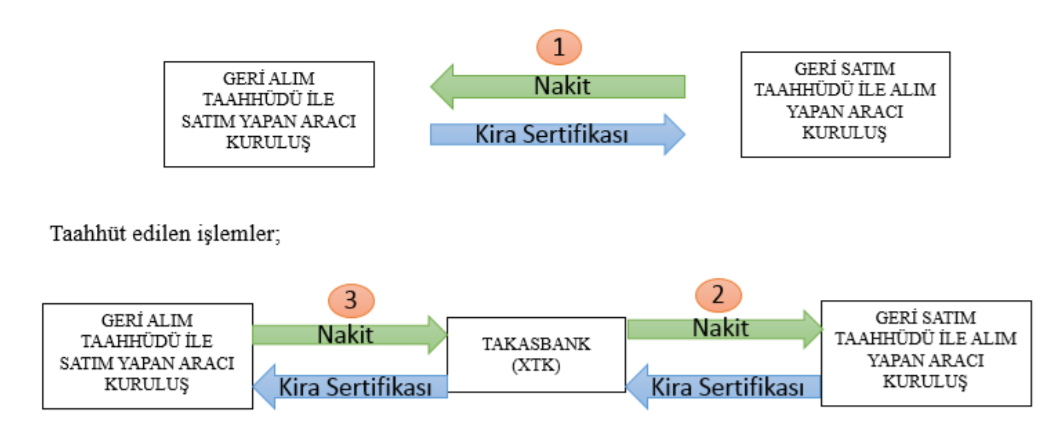 1
GERİ ALIM
TAAHHÜDÜ İLE
SATIM YAPAN ARACI
KURULUŞ
Nakit
Kira Sertifikası
GERİ SATIM
TAAHHÜDÜ İLE ALIM
YAPAN ARACI
KURULUŞ
Taahhüt edilen işlemler;
GERİ ALIM
TAAHHÜDÜ İLE
SATIM YAPAN ARACI
KURULUŞ
3
Nakit
Kira Sertifikası
TAKASBANK
(XTK)
2
Nakit
Kira Sertifikası
GERİ SATIM
TAAHHÜDÜ İLE ALIM
YAPAN ARACI
KURULUŞ